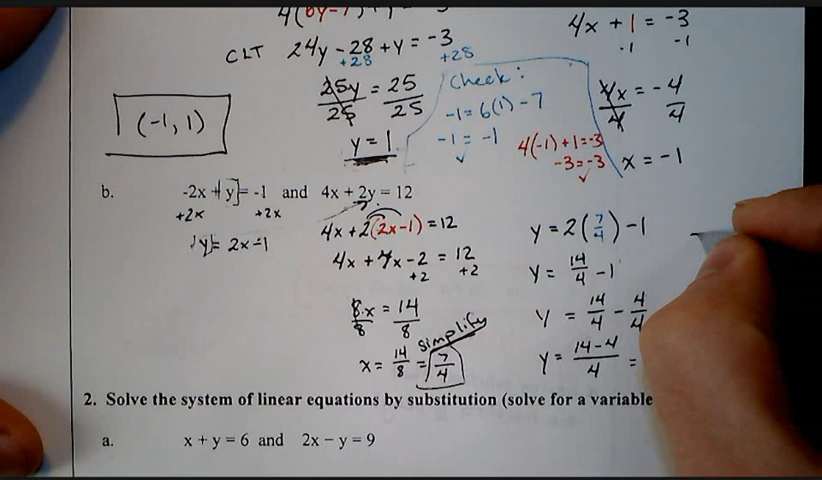 4(6y-7)
4x + 1 = -3
-1 -1
CLT 24y - 28 + y = -3
+28 +28
25y = 25
25 25
y = 1
(-1, 1)
Check:
-1 = 6(1) - 7
-1 = -1
✓
4(-1) + 1 = -3
-3 = -3
✓
4x = -4
4 4
x = -1
b. -2x + y = -1 and 4x + 2y = 12
+2x +2x
y = 2x - 1
4x + 2(2x-1) = 12
4x + 4x - 2 = 12
+2 +2
8x = 14
8 8
x = 14/8 = 7/4
simplify
y = 2(7/4) - 1
y = 14/4 - 1
y = 14/4 - 4/4
y = 14-4/4 =
2. Solve the system of linear equations by substitution (solve for a variable
a. x + y = 6 and 2x − y = 9